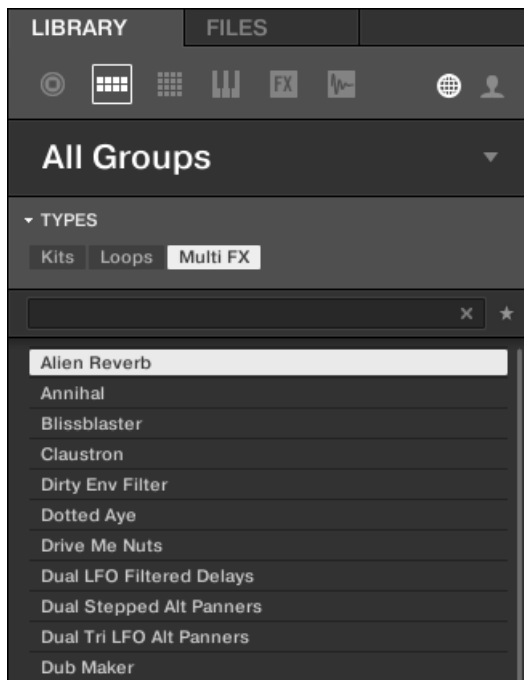 LIBRARY FILES
FX
All Groups
TYPES
Kits Loops Multi FX
Alien Reverb
Annihal
Blissblaster
Claustron
Dirty Env Filter
Dotted Aye
Drive Me Nuts
Dual LFO Filtered Delays
Dual Stepped Alt Panners
Dual Tri LFO Alt Panners
Dub Maker